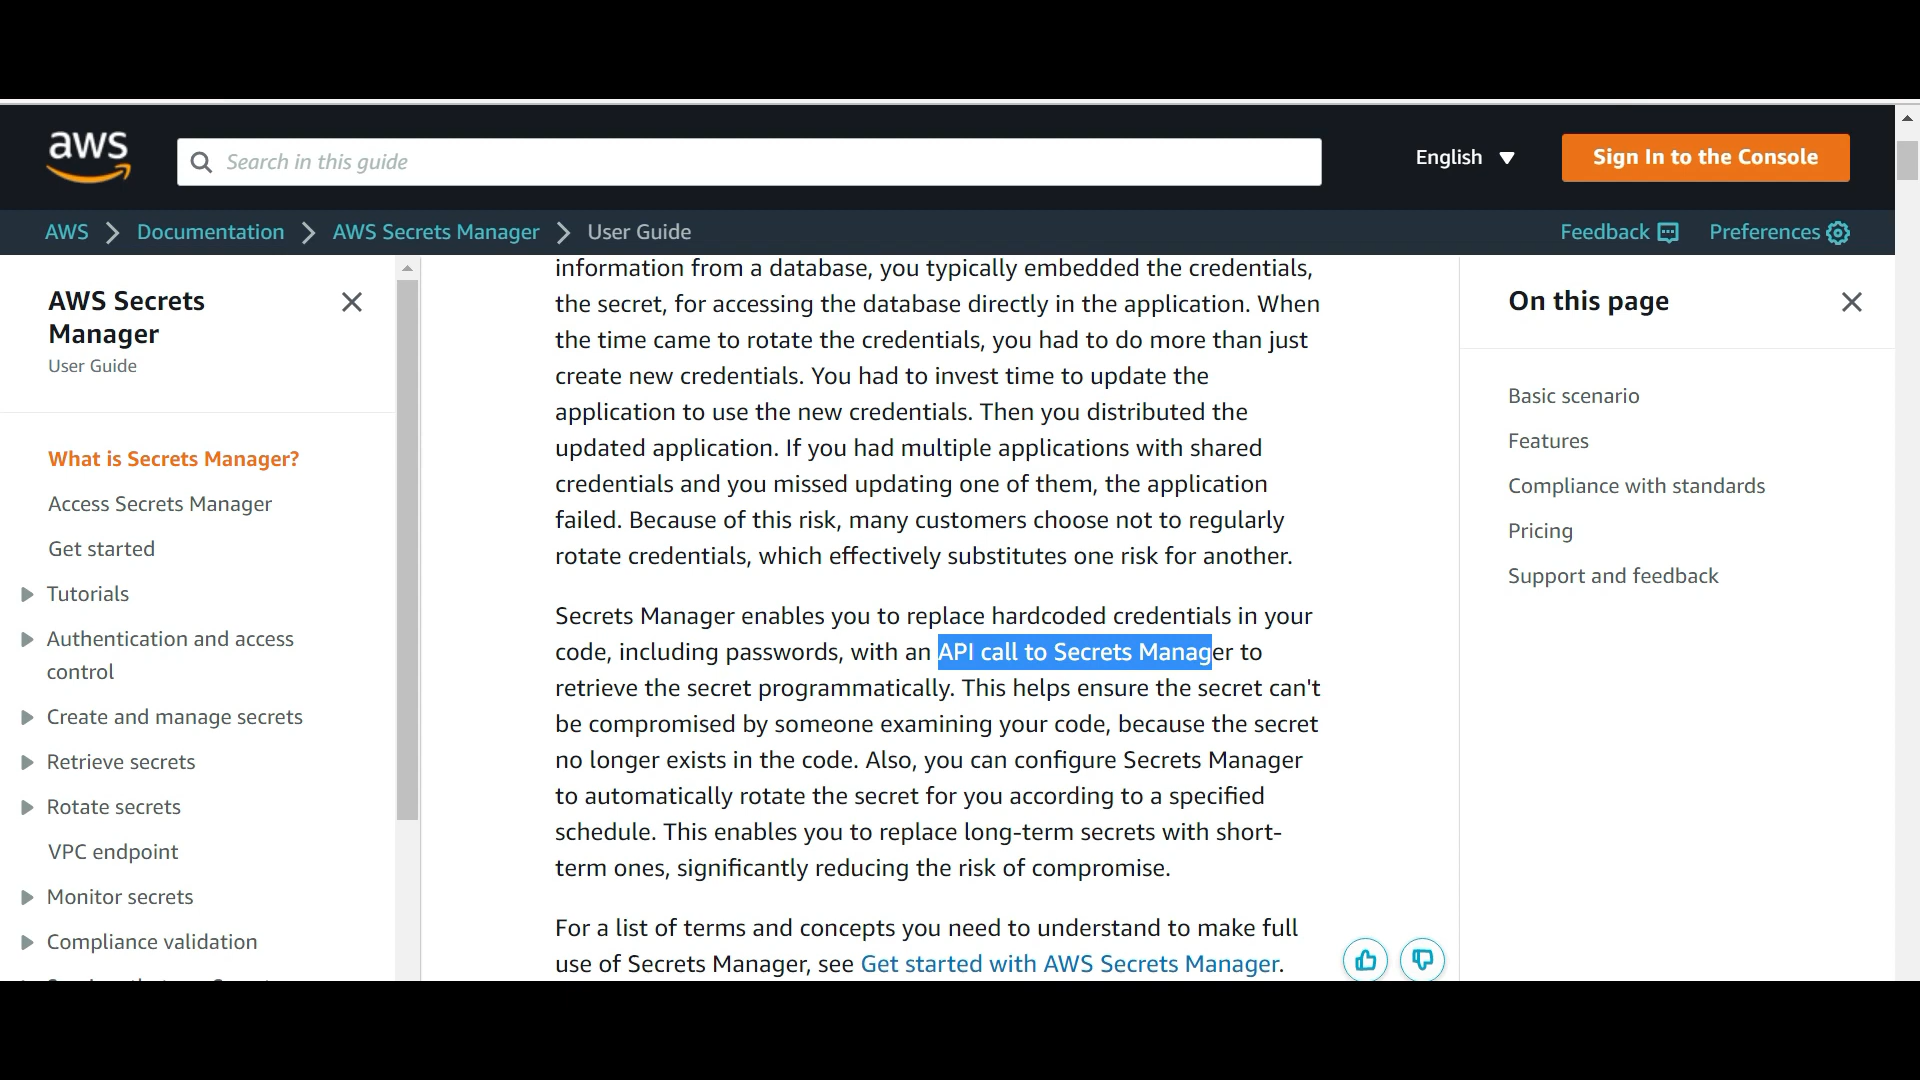 aws
Search in this guide
English
Sign In to the Console
AWS
Documentation
AWS Secrets Manager
User Guide
Feedback
Preferences
AWS Secrets
Manager
User Guide
What is Secrets Manager?
Access Secrets Manager
Get started
Tutorials
Authentication and access
control
Create and manage secrets
Retrieve secrets
Rotate secrets
VPC endpoint
Monitor secrets
Compliance validation
information from a database, you typically embedded the credentials,
the secret, for accessing the database directly in the application. When
the time came to rotate the credentials, you had to do more than just
create new credentials. You had to invest time to update the
application to use the new credentials. Then you distributed the
updated application. If you had multiple applications with shared
credentials and you missed updating one of them, the application
failed. Because of this risk, many customers choose not to regularly
rotate credentials, which effectively substitutes one risk for another.
Secrets Manager enables you to replace hardcoded credentials in your
code, including passwords, with an API call to Secrets Manager to
retrieve the secret programmatically. This helps ensure the secret can't
be compromised by someone examining your code, because the secret
no longer exists in the code. Also, you can configure Secrets Manager
to automatically rotate the secret for you according to a specified
schedule. This enables you to replace long-term secrets with short-
term ones, significantly reducing the risk of compromise.
For a list of terms and concepts you need to understand to make full
use of Secrets Manager, see Get started with AWS Secrets Manager.
On this page
Basic scenario
Features
Compliance with standards
Pricing
Support and feedback